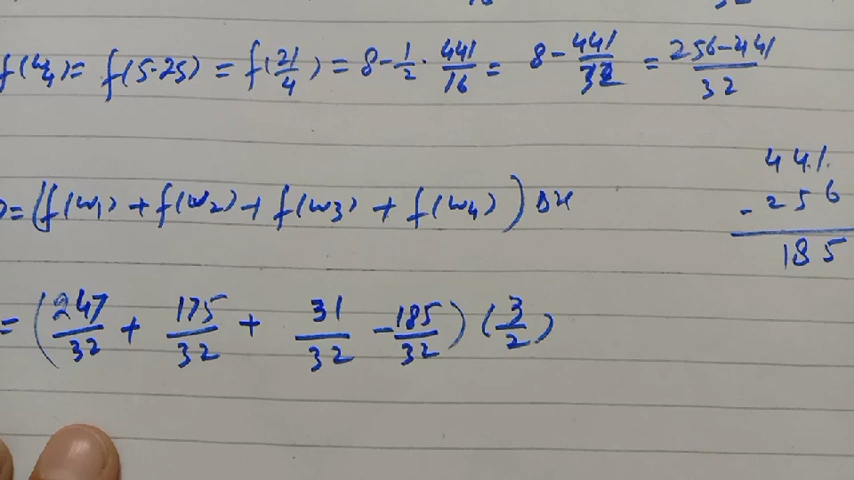 f(w₄) = f(5.25) = f(21/4) = 8 - 1/2 · 441/16 = 8 - 441/32 = 256-441/32
= (f(w₁) + f(w₂) + f(w₃) + f(w₄)) Δx
441
- 256
185
= (247/32 + 175/32 + 31/32 - 185/32) (3/2)